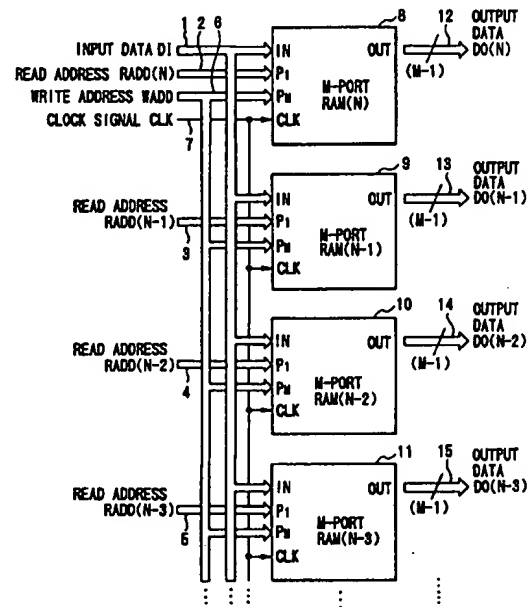 1
2
6
8
12
OUTPUT
DATA
DO(N)
INPUT DATA DI
IN
OUT
(M-1)
READ ADDRESS RADD(N)
P1
M-PORT
RAM(N)
WRITE ADDRESS WADD
PM
CLOCK SIGNAL CLK
CLK
7
9
13
OUTPUT
DATA
DO(N-1)
READ ADDRESS
RADD(N-1)
3
IN
P1
PM
CLK
OUT
M-PORT
RAM(N-1)
(M-1)
10
14
OUTPUT
DATA
DO(N-2)
READ ADDRESS
RADD(N-2)
4
IN
P1
PM
CLK
OUT
M-PORT
RAM(N-2)
(M-1)
11
15
OUTPUT
DATA
DO(N-3)
READ ADDRESS
RADD(N-3)
5
IN
P1
PM
CLK
OUT
M-PORT
RAM(N-3)
(M-1)